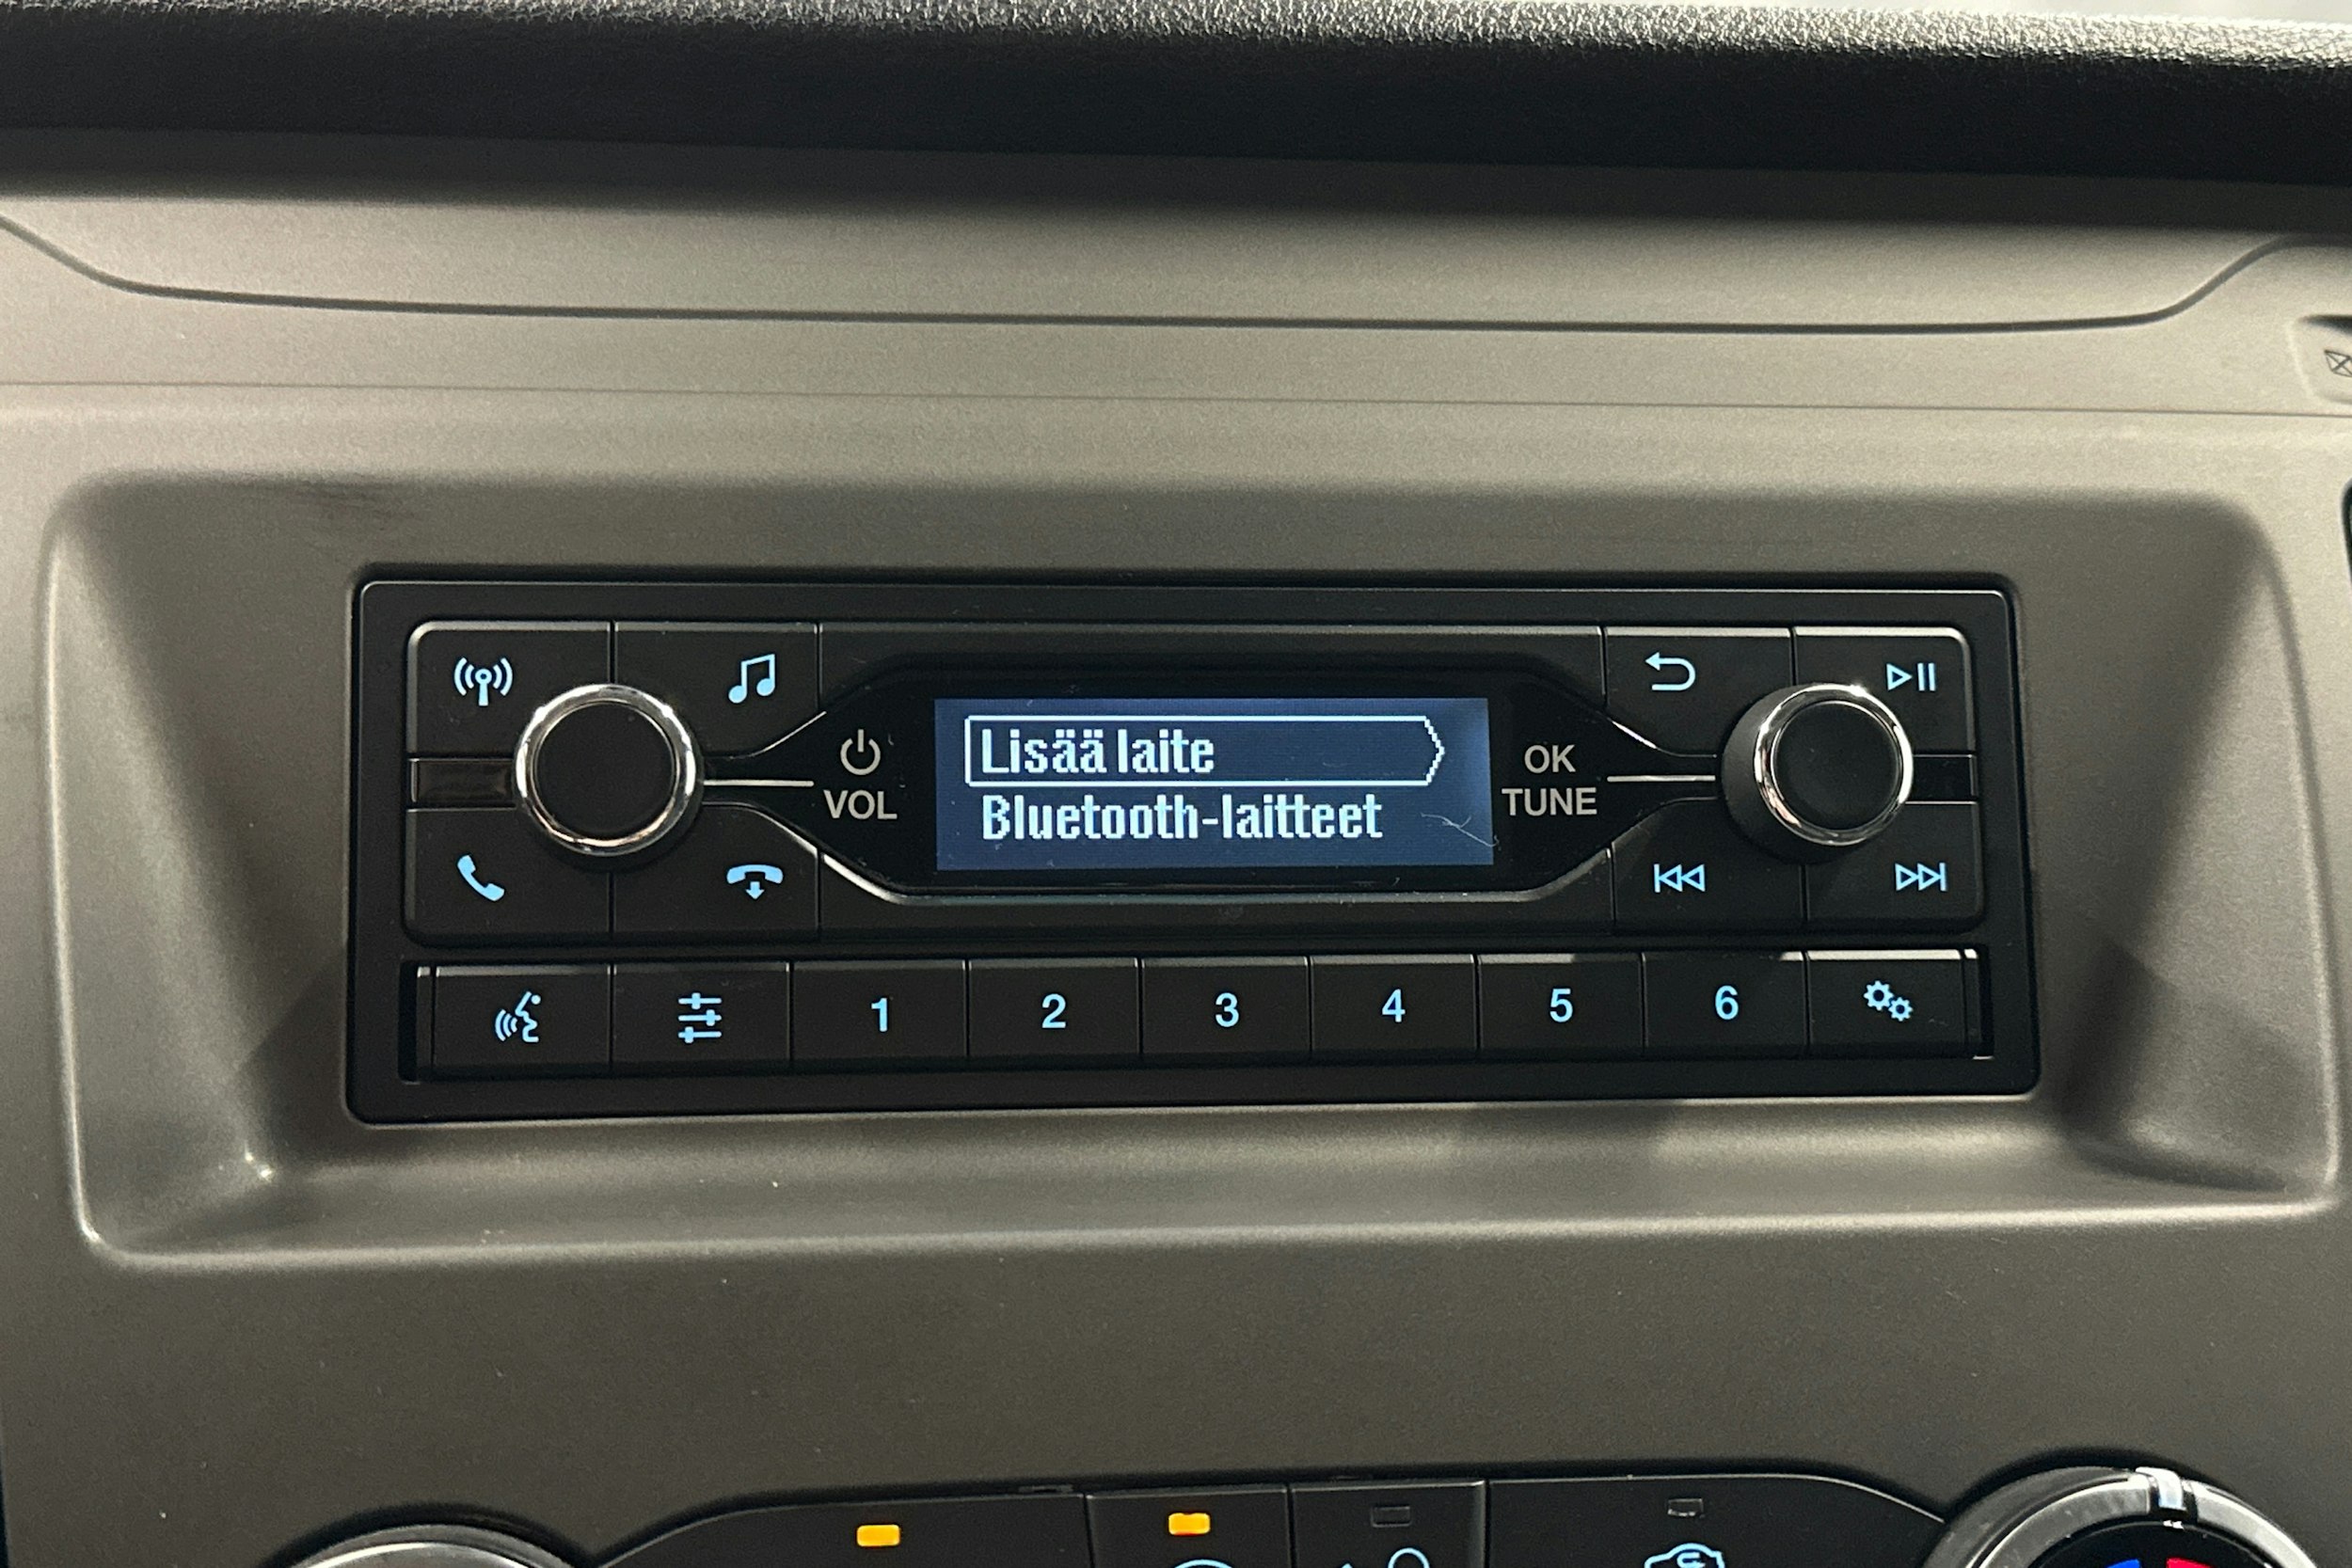 Lisää laite
Bluetooth-laitteet
VOL
OK
TUNE
1 2 3 4 5 6